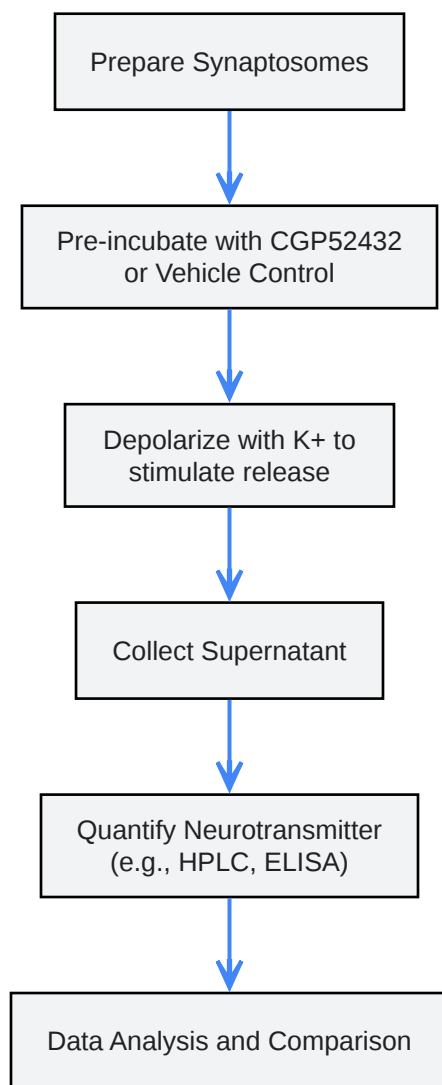 Prepare Synaptosomes
Pre-incubate with CGP52432
or Vehicle Control
Depolarize with K+ to
stimulate release
Collect Supernatant
Quantify Neurotransmitter
(e.g., HPLC, ELISA)
Data Analysis and Comparison